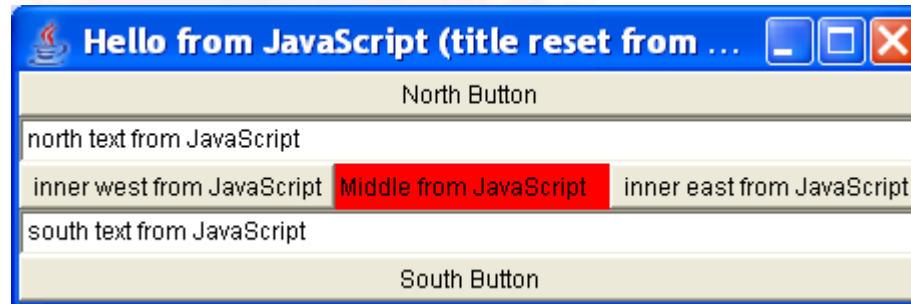 Hello from JavaScript (title reset from ...
North Button
north text from JavaScript
inner west from JavaScript Middle from JavaScript inner east from JavaScript
south text from JavaScript
South Button